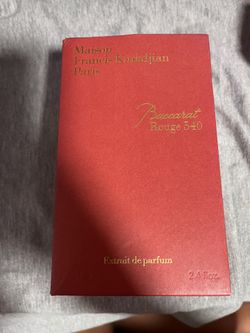 Maison
Francis Kurkdjian
Paris
Baccarat
Rouge 540
Extrait de parfum